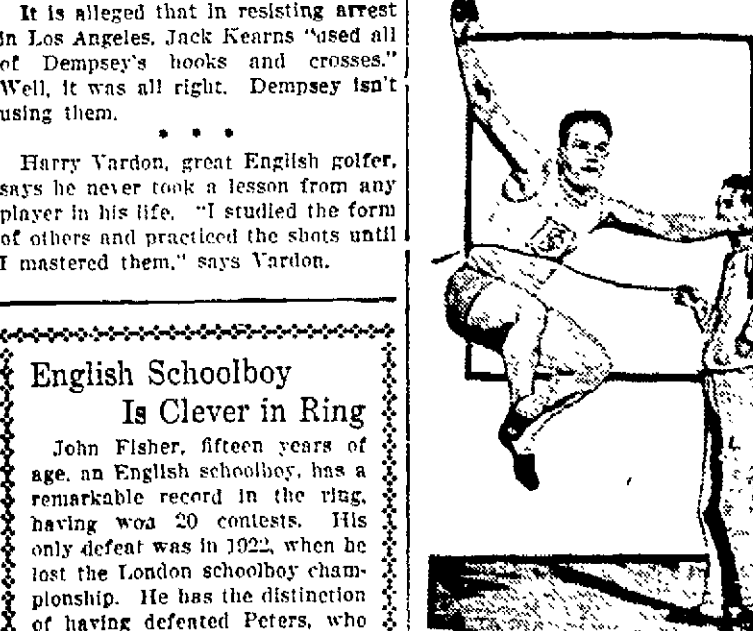 It is alleged that in resisting arrest
in Los Angeles, Jack Kearns "used all
of Dempsey's hooks and crosses."
Well, it was all right. Dempsey isn't
using them.
• • •
Harry Vardon, great English golfer,
says he never took a lesson from any
player in his life. "I studied the form
of others and practiced the shots until
I mastered them," says Vardon.
English Schoolboy
Is Clever in Ring
John Fisher, fifteen years of
age, an English schoolboy, has a
remarkable record in the ring,
having won 20 contests. His
only defeat was in 1922, when he
lost the London schoolboy cham-
pionship. He has the distinction
of having defeated Peters, who